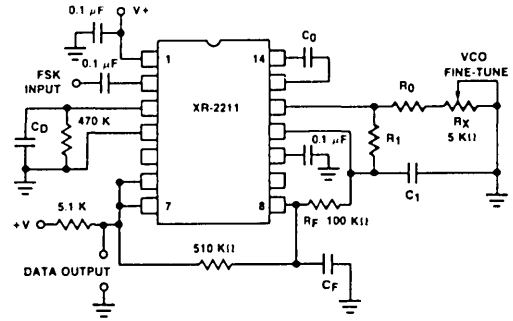 0.1 μF
V+
0.1 μF
FSK
INPUT
1
14
C0
XR-2211
VCO
FINE-TUNE
R0
RX
5 KΩ
CD
470 K
R1
0.1 μF
C1
5.1 K
+V
7
8
RF
100 KΩ
510 KΩ
DATA OUTPUT
CF